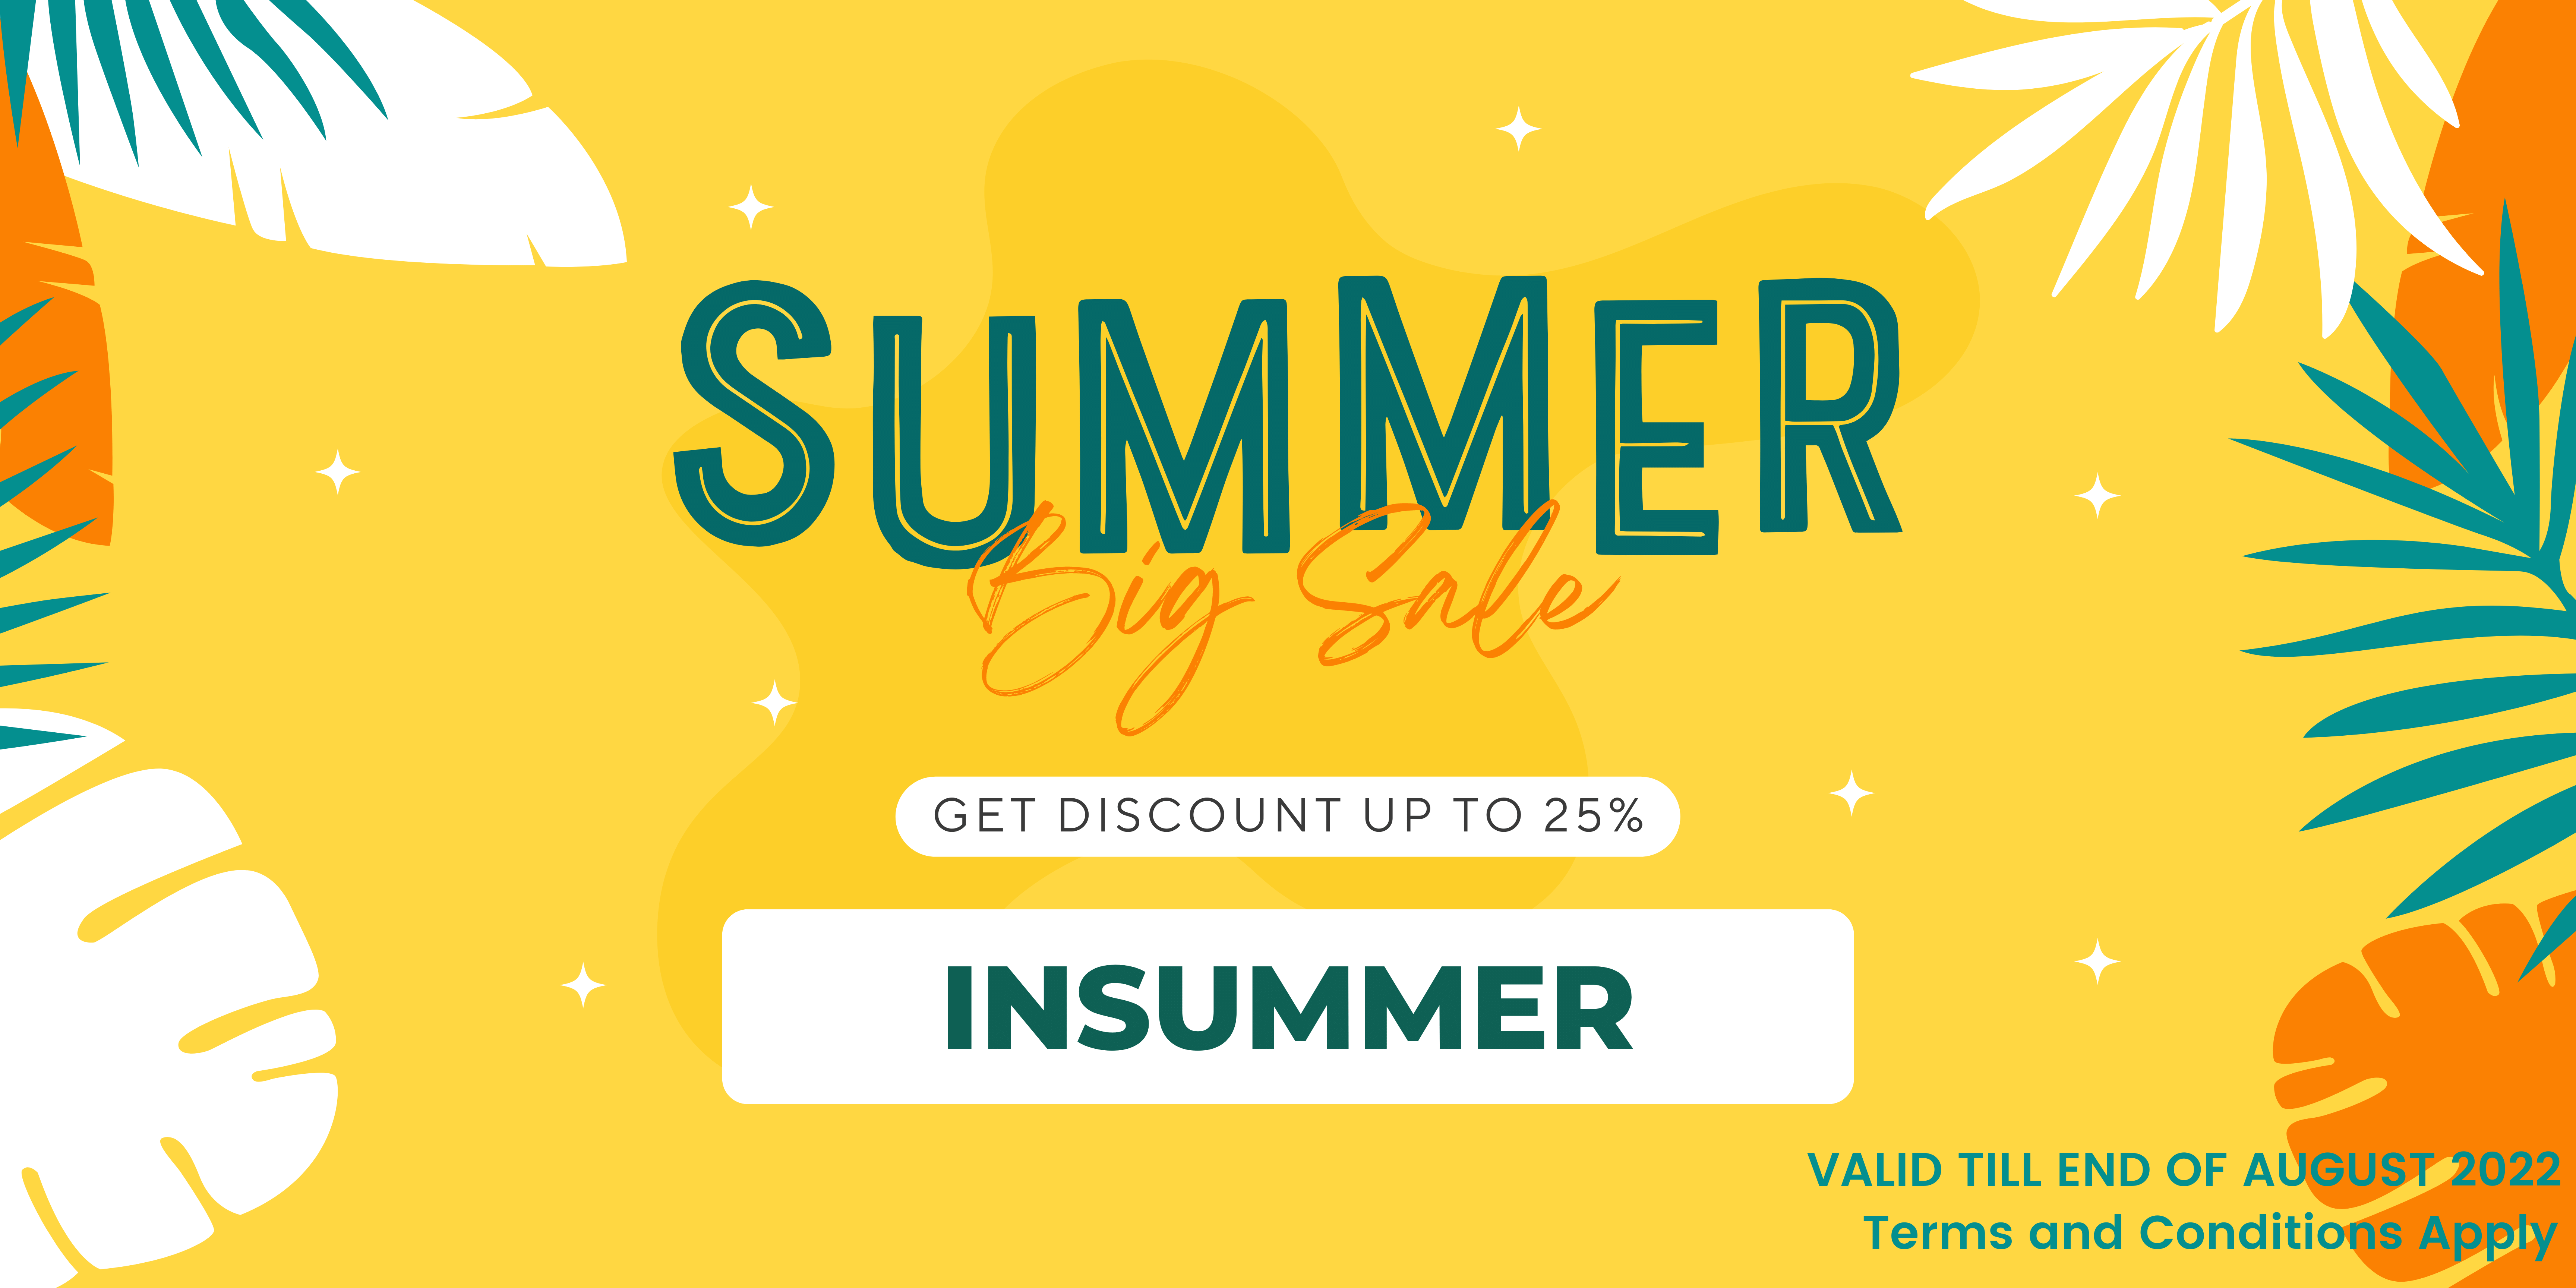 SUMMER
Big Sale
GET DISCOUNT UP TO 25%
INSUMMER
VALID TILL END OF AUGUST 2022
Terms and Conditions Apply